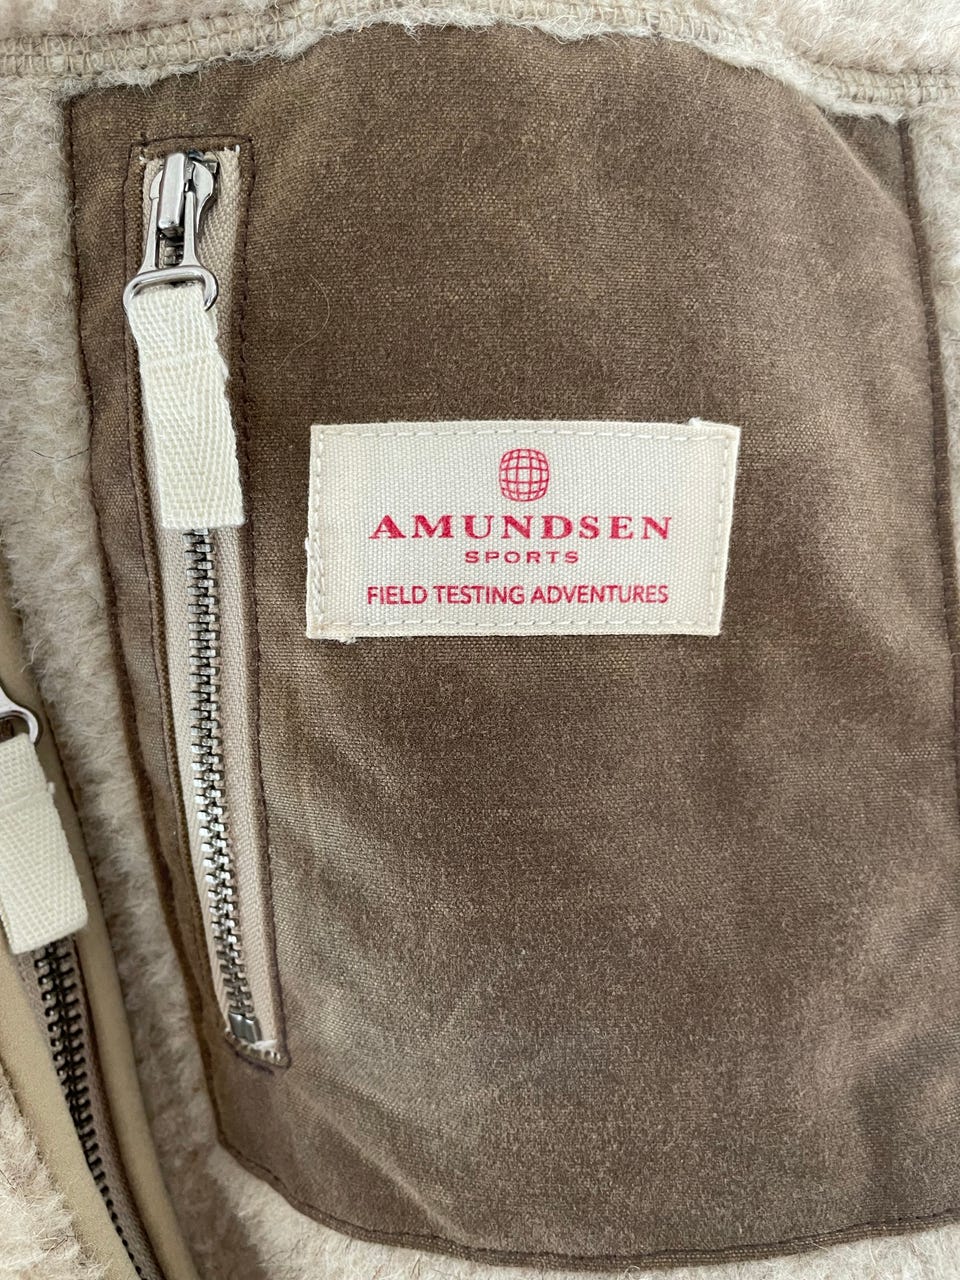 AMUNDSEN
SPORTS
FIELD TESTING ADVENTURES